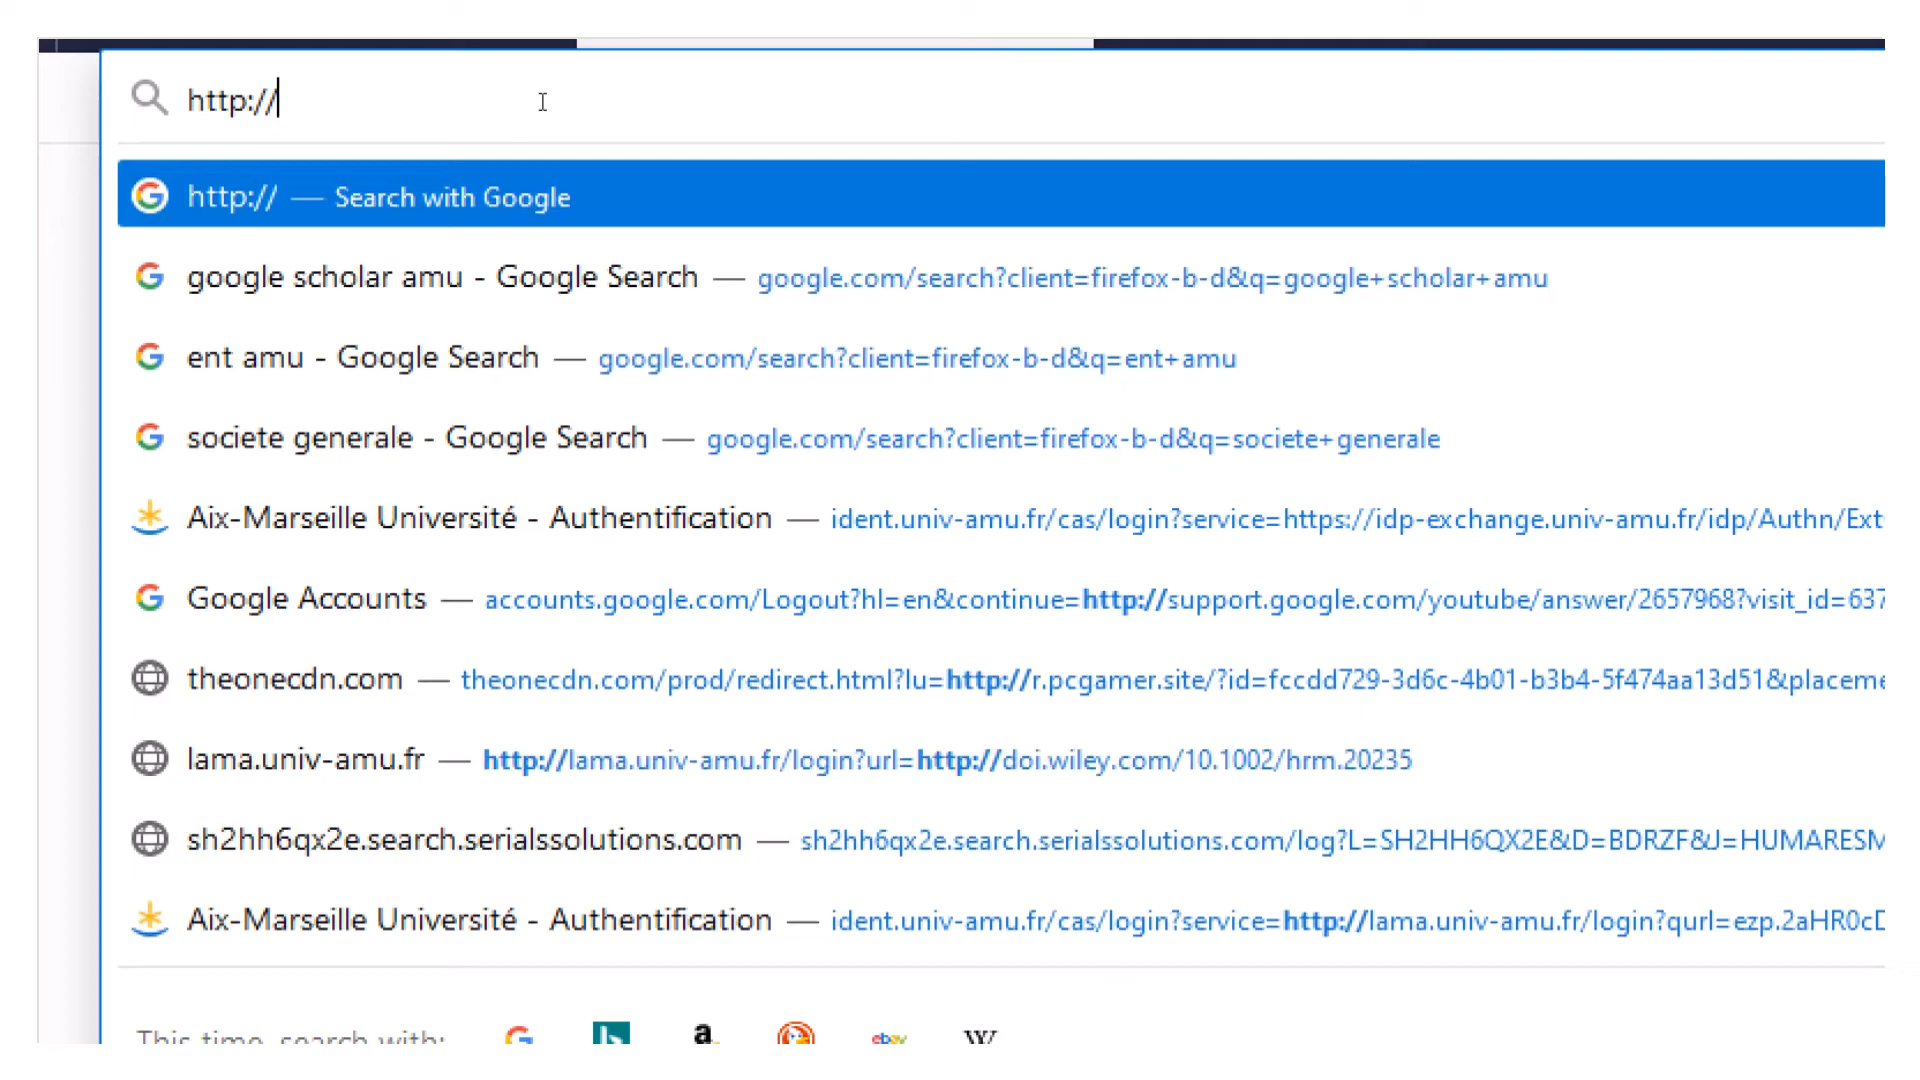 http://
http:// — Search with Google
google scholar amu - Google Search — google.com/search?client=firefox-b-d&q=google+scholar+amu
ent amu - Google Search — google.com/search?client=firefox-b-d&q=ent+amu
societe generale - Google Search — google.com/search?client=firefox-b-d&q=societe+generale
Aix-Marseille Université - Authentification — ident.univ-amu.fr/cas/login?service=https://idp-exchange.univ-amu.fr/idp/Authn/Ext
Google Accounts — accounts.google.com/Logout?hl=en&continue=http://support.google.com/youtube/answer/2657968?visit_id=637
theonecdn.com — theonecdn.com/prod/redirect.html?lu=http://r.pcgamer.site/?id=fccdd729-3d6c-4b01-b3b4-5f474aa13d51&placeme
lama.univ-amu.fr — http://lama.univ-amu.fr/login?url=http://doi.wiley.com/10.1002/hrm.20235
sh2hh6qx2e.search.serialssolutions.com — sh2hh6qx2e.search.serialssolutions.com/log?L=SH2HH6QX2E&D=BDRZF&J=HUMARESM
Aix-Marseille Université - Authentification — ident.univ-amu.fr/cas/login?service=http://lama.univ-amu.fr/login?qurl=ezp.2aHR0cD
This time, search with: a ebay W